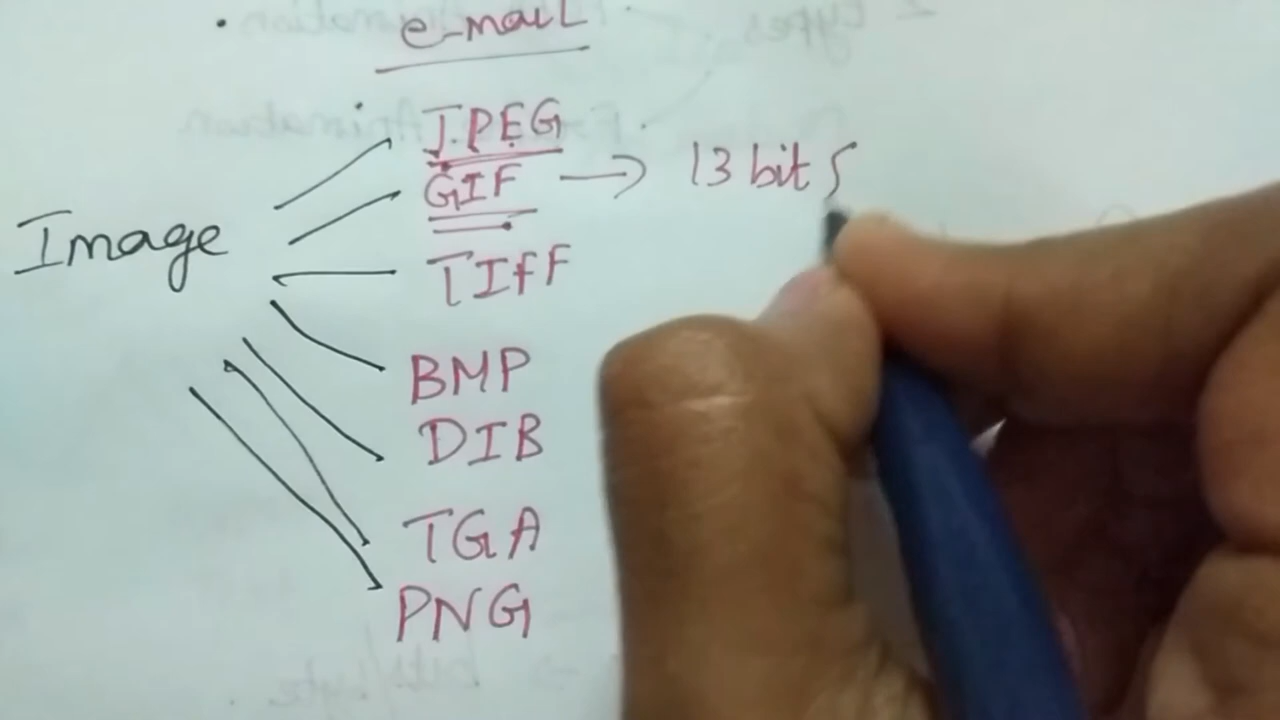 e-mail
JPEG
GIF → 13 bits
Image
TIFF
BMP
DIB
TGA
PNG